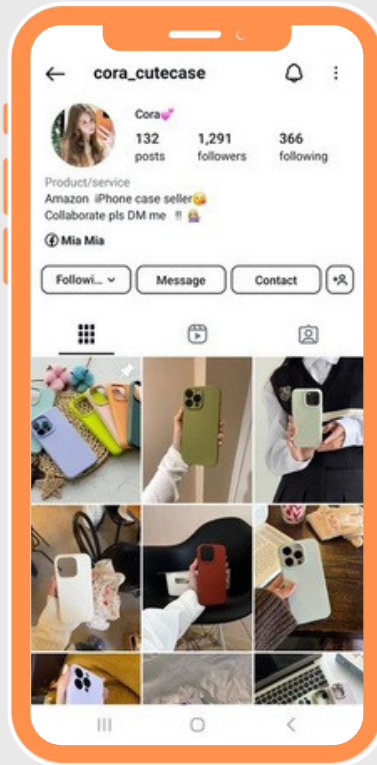 cora_cutecase
Cora💕
132 1,291 366
posts followers following
Product/service
Amazon iPhone case seller😘
Collaborate pls DM me ‼ 🤷🏼‍♀️
Mia Mia
Followi... Message Contact